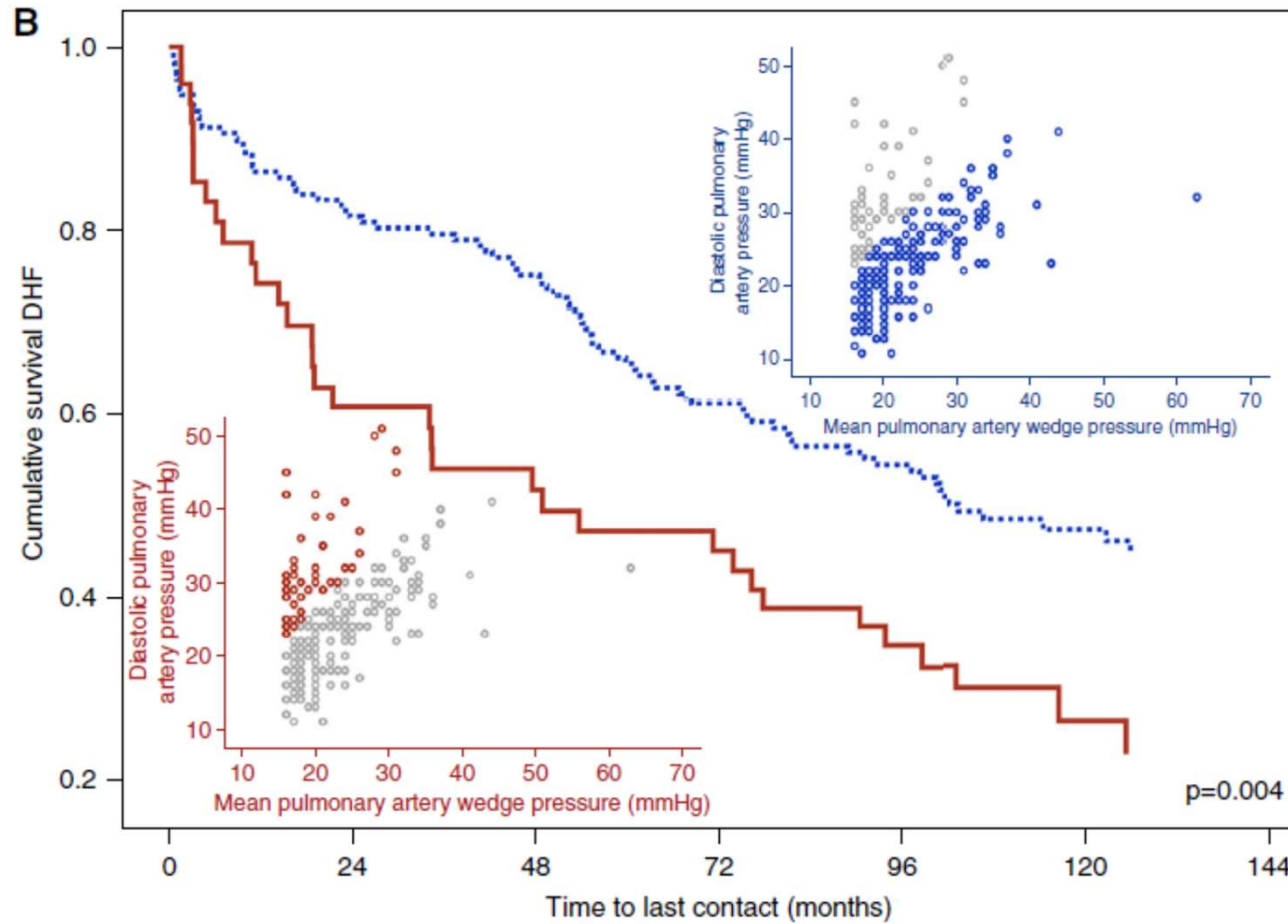 B
Cumulative survival DHF
1.0
0.8
0.6
0.4
0.2
0 24 48 72 96 120 144
Time to last contact (months)
p=0.004
Diastolic pulmonary
artery pressure (mmHg)
50
40
30
20
10
10 20 30 40 50 60 70
Mean pulmonary artery wedge pressure (mmHg)
Diastolic pulmonary
artery pressure (mmHg)
50
40
30
20
10
10 20 30 40 50 60 70
Mean pulmonary artery wedge pressure (mmHg)